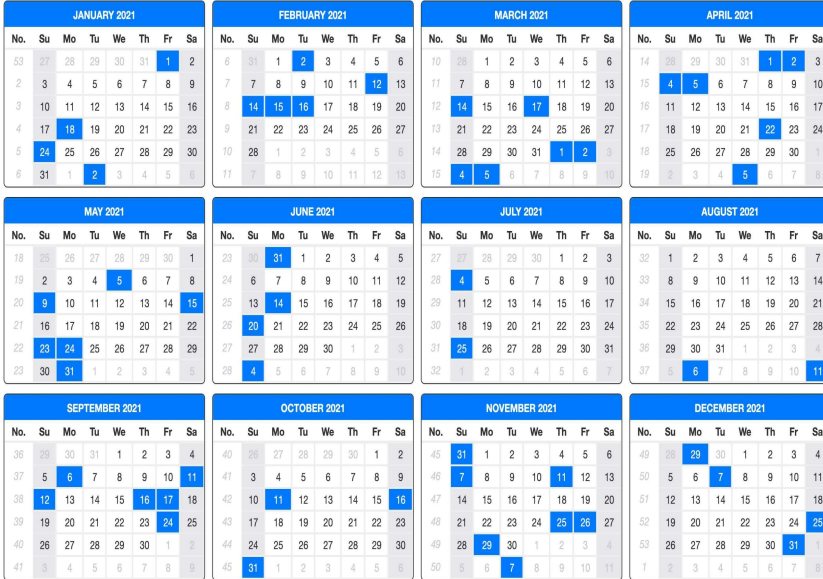 JANUARY 2021
No. Su Mo Tu We Th Fr Sa
53 27 28 29 30 31 1 2
2 3 4 5 6 7 8 9
3 10 11 12 13 14 15 16
4 17 18 19 20 21 22 23
5 24 25 26 27 28 29 30
6 31 1 2 3 4 5 6
FEBRUARY 2021
No. Su Mo Tu We Th Fr Sa
6 31 1 2 3 4 5 6
7 7 8 9 10 11 12 13
8 14 15 16 17 18 19 20
9 21 22 23 24 25 26 27
10 28 1 2 3 4 5 6
11 7 8 9 10 11 12 13
MARCH 2021
No. Su Mo Tu We Th Fr Sa
10 28 1 2 3 4 5 6
11 7 8 9 10 11 12 13
12 14 15 16 17 18 19 20
13 21 22 23 24 25 26 27
14 28 29 30 31 1 2 3
15 4 5 6 7 8 9 10
APRIL 2021
No. Su Mo Tu We Th Fr Sa
14 28 29 30 31 1 2 3
15 4 5 6 7 8 9 10
16 11 12 13 14 15 16 17
17 18 19 20 21 22 23 24
18 25 26 27 28 29 30 1
19 2 3 4 5 6 7 8
MAY 2021
No. Su Mo Tu We Th Fr Sa
18 25 26 27 28 29 30 1
19 2 3 4 5 6 7 8
20 9 10 11 12 13 14 15
21 16 17 18 19 20 21 22
22 23 24 25 26 27 28 29
23 30 31 1 2 3 4 5
JUNE 2021
No. Su Mo Tu We Th Fr Sa
23 30 31 1 2 3 4 5
24 6 7 8 9 10 11 12
25 13 14 15 16 17 18 19
26 20 21 22 23 24 25 26
27 27 28 29 30 1 2 3
28 4 5 6 7 8 9 10
JULY 2021
No. Su Mo Tu We Th Fr Sa
27 27 28 29 30 1 2 3
28 4 5 6 7 8 9 10
29 11 12 13 14 15 16 17
30 18 19 20 21 22 23 24
31 25 26 27 28 29 30 31
32 1 2 3 4 5 6 7
AUGUST 2021
No. Su Mo Tu We Th Fr Sa
32 1 2 3 4 5 6 7
33 8 9 10 11 12 13 14
34 15 16 17 18 19 20 21
35 22 23 24 25 26 27 28
36 29 30 31 1 2 3 4
37 5 6 7 8 9 10 11
SEPTEMBER 2021
No. Su Mo Tu We Th Fr Sa
36 29 30 31 1 2 3 4
37 5 6 7 8 9 10 11
38 12 13 14 15 16 17 18
39 19 20 21 22 23 24 25
40 26 27 28 29 30 1 2
41 3 4 5 6 7 8 9
OCTOBER 2021
No. Su Mo Tu We Th Fr Sa
40 26 27 28 29 30 1 2
41 3 4 5 6 7 8 9
42 10 11 12 13 14 15 16
43 17 18 19 20 21 22 23
44 24 25 26 27 28 29 30
45 31 1 2 3 4 5 6
NOVEMBER 2021
No. Su Mo Tu We Th Fr Sa
45 31 1 2 3 4 5 6
46 7 8 9 10 11 12 13
47 14 15 16 17 18 19 20
48 21 22 23 24 25 26 27
49 28 29 30 1 2 3 4
50 5 6 7 8 9 10 11
DECEMBER 2021
No. Su Mo Tu We Th Fr Sa
49 28 29 30 1 2 3 4
50 5 6 7 8 9 10 11
51 12 13 14 15 16 17 18
52 19 20 21 22 23 24 25
53 26 27 28 29 30 31 1
1 2 3 4 5 6 7 8